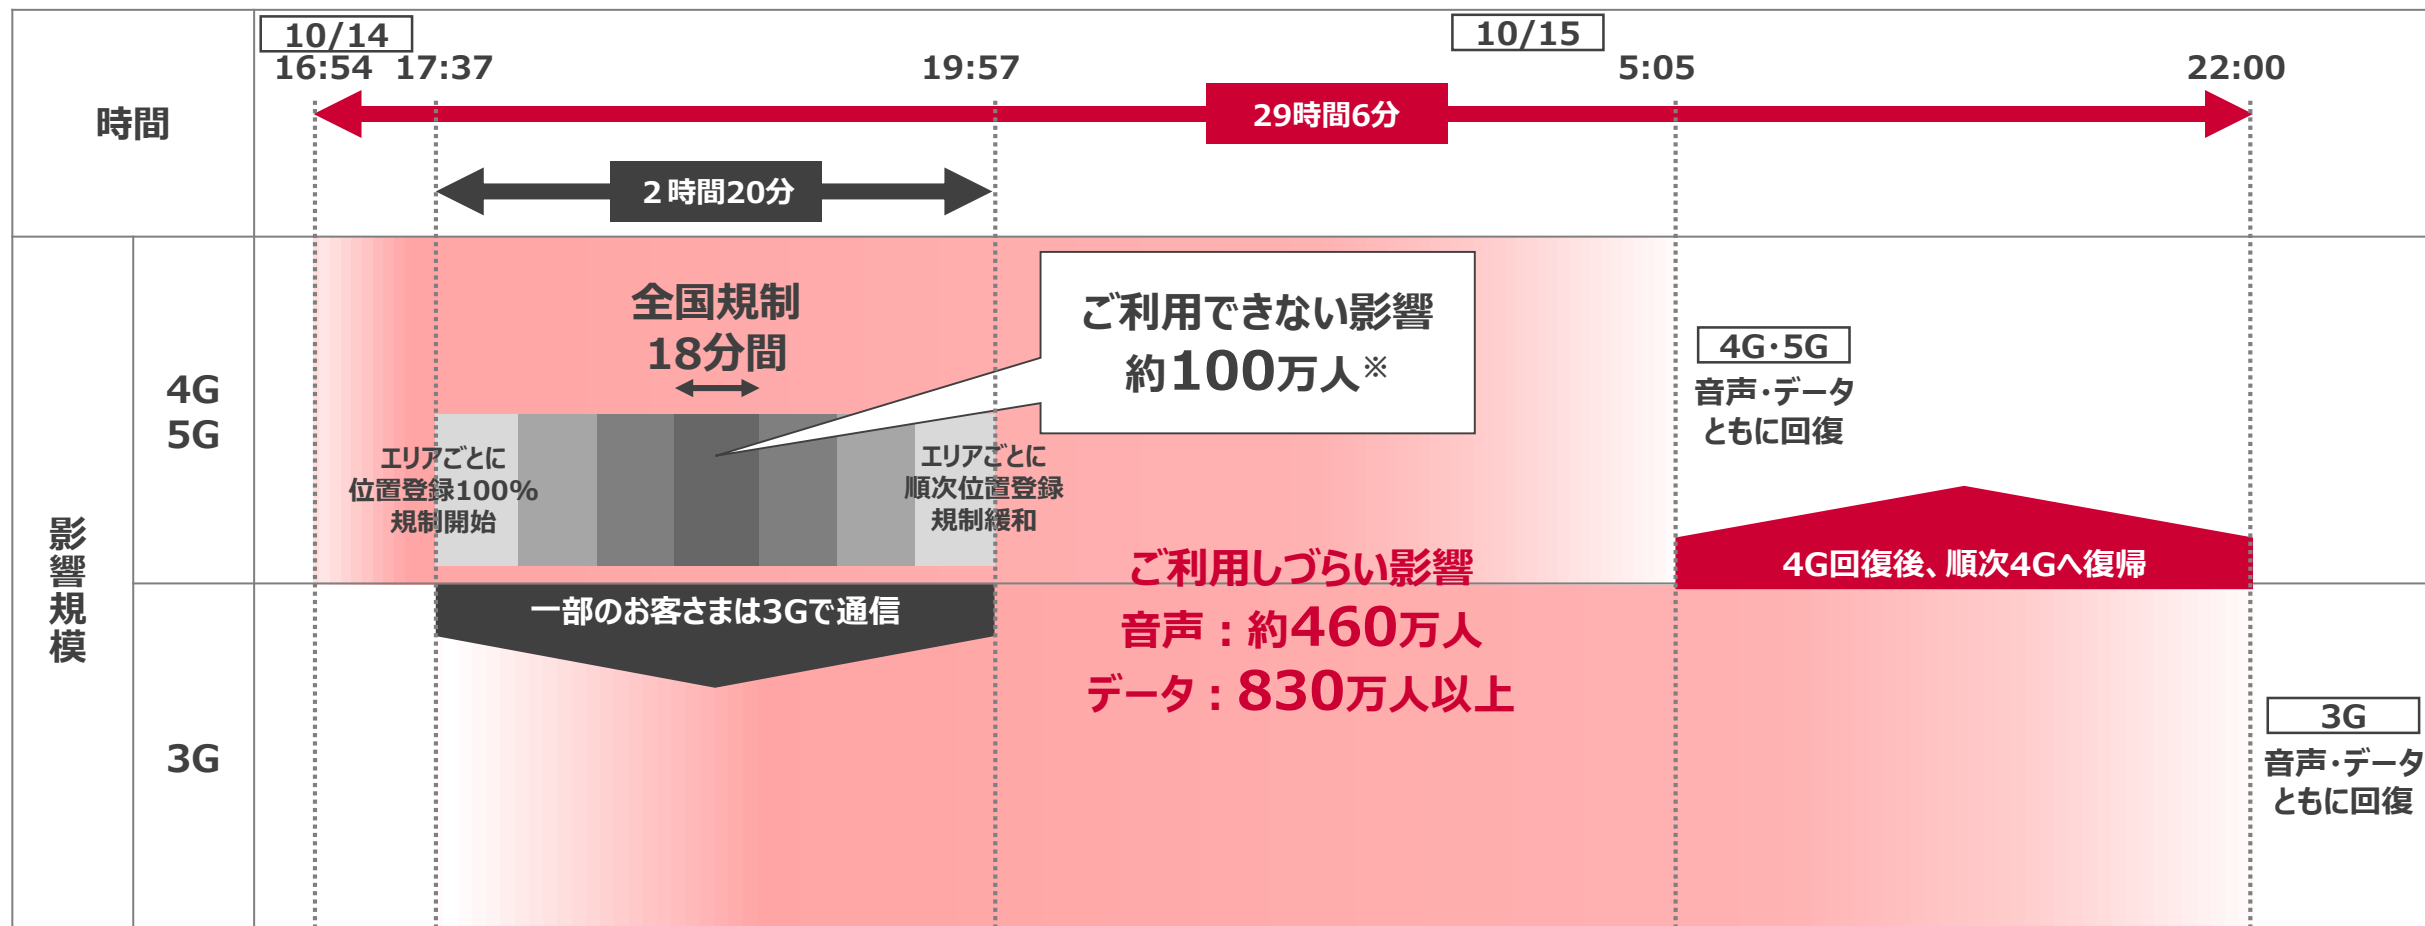 10/14
10/15
16:54
17:37
19:57
5:05
22:00
時間
29時間6分
２時間20分
影響規模
4G
5G
全国規制
18分間
ご利用できない影響
約100万人※
エリアごとに
位置登録100%
規制開始
エリアごとに
順次位置登録
規制緩和
4G・5G
音声・データ
ともに回復
ご利用しづらい影響
音声：約460万人
データ：830万人以上
4G回復後、順次4Gへ復帰
一部のお客さまは3Gで通信
3G
3G
音声・データ
ともに回復